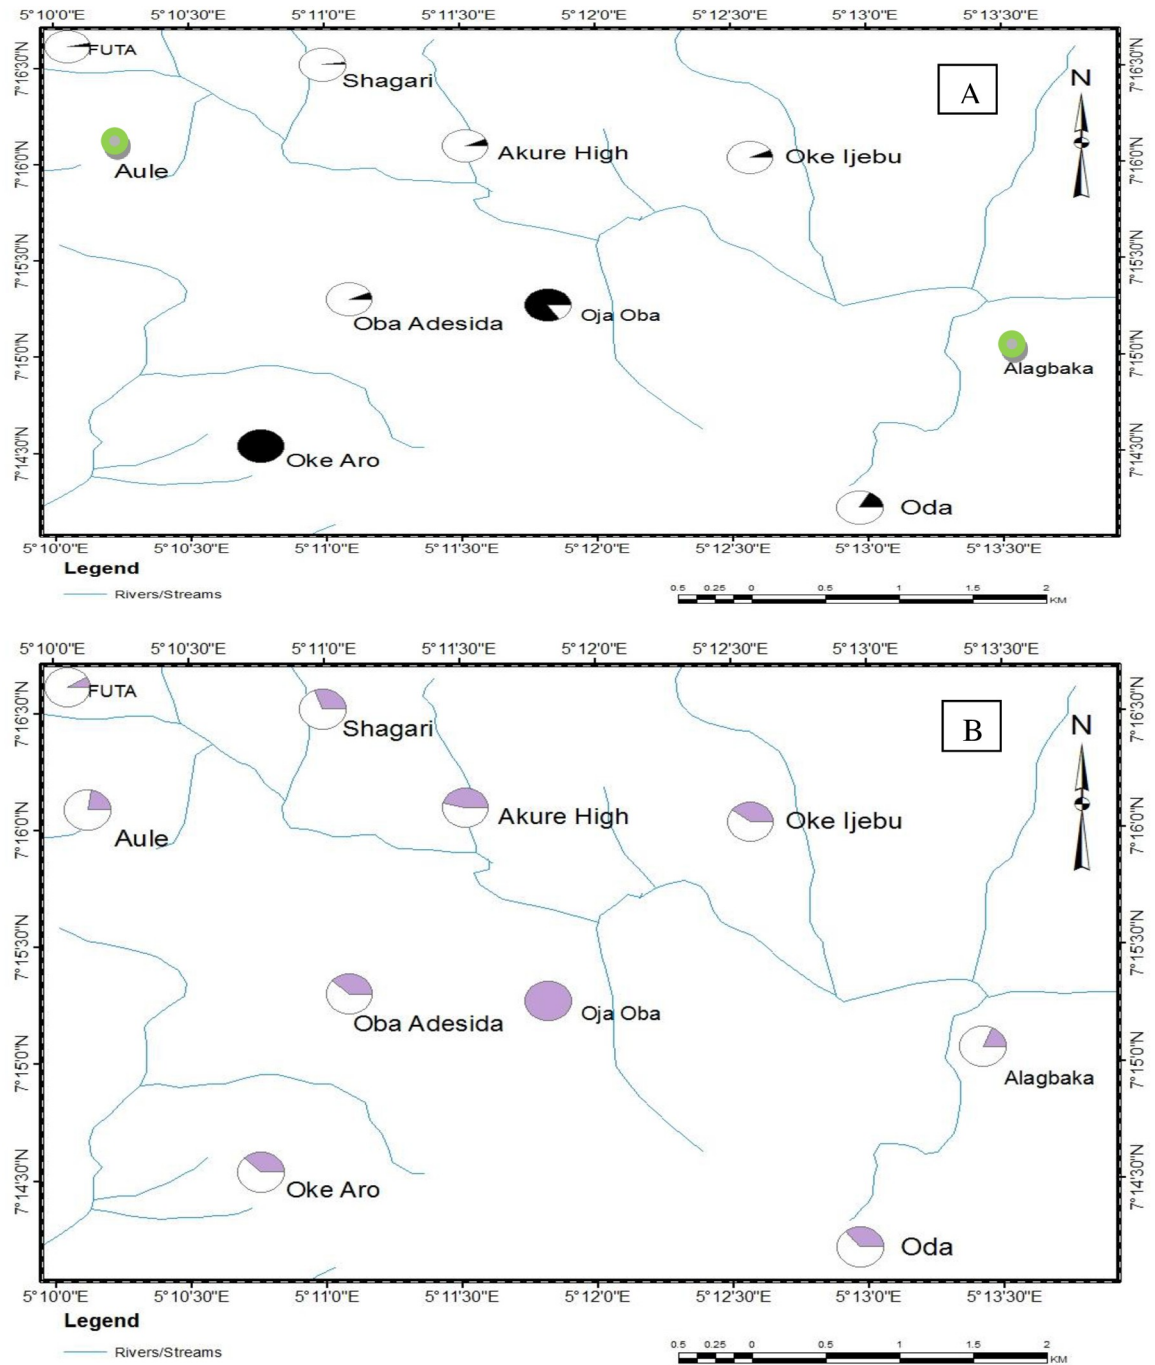 5°10'0"E 5°10'30"E 5°11'0"E 5°11'30"E 5°12'0"E 5°12'30"E 5°13'0"E 5°13'30"E
FUTA
7°16'30"N
Shagari
A
N
7°16'30"N
Akure High
Oke Ijebu
7°16'0"N
Aule
7°16'0"N
7°15'30"N
7°15'30"N
Oba Adesida
Oja Oba
7°15'0"N
Alagbaka
7°15'0"N
7°14'30"N
Oke Aro
7°14'30"N
Oda
5°10'0"E 5°10'30"E 5°11'0"E 5°11'30"E 5°12'0"E 5°12'30"E 5°13'0"E 5°13'30"E
Legend
Rivers/Streams
0.5 0.25 0 0.5 1 1.5 2
KM
5°10'0"E 5°10'30"E 5°11'0"E 5°11'30"E 5°12'0"E 5°12'30"E 5°13'0"E 5°13'30"E
FUTA
7°16'30"N
Shagari
B
N
7°16'30"N
Akure High
Oke Ijebu
7°16'0"N
Aule
7°16'0"N
7°15'30"N
7°15'30"N
Oba Adesida
Oja Oba
7°15'0"N
Alagbaka
7°15'0"N
7°14'30"N
Oke Aro
7°14'30"N
Oda
5°10'0"E 5°10'30"E 5°11'0"E 5°11'30"E 5°12'0"E 5°12'30"E 5°13'0"E 5°13'30"E
Legend
Rivers/Streams
0.5 0.25 0 0.5 1 1.5 2
KM